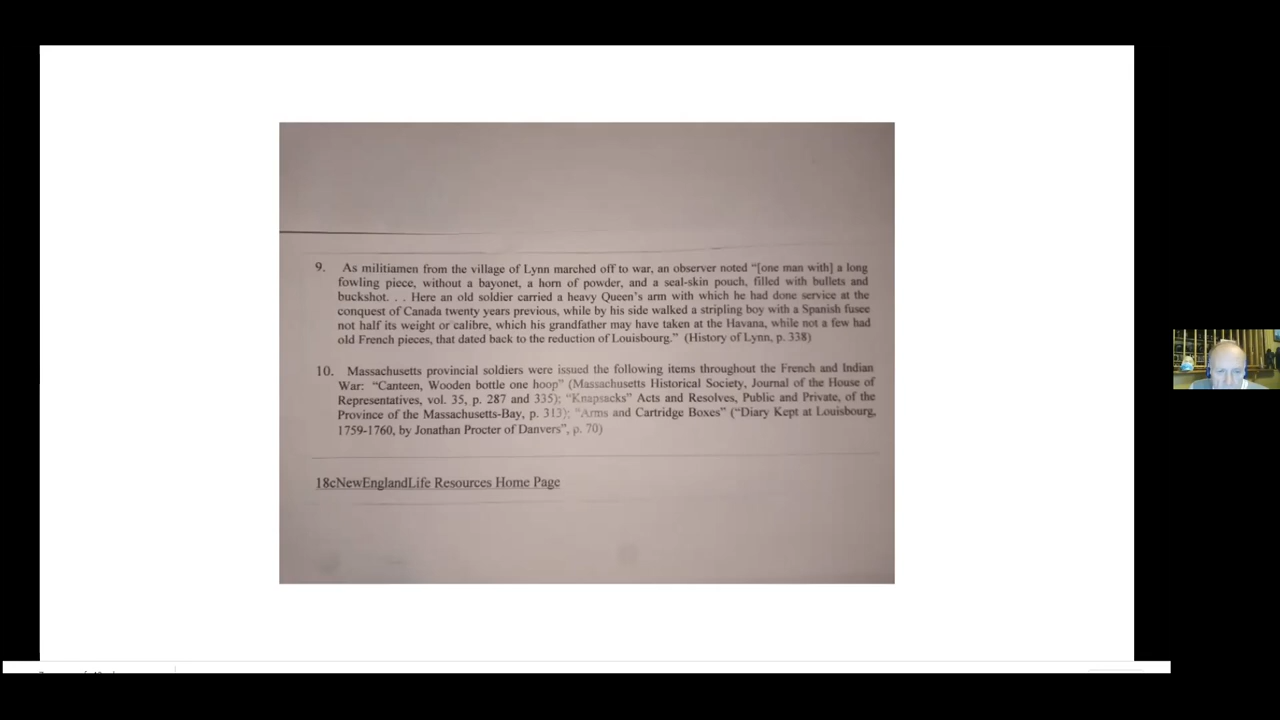 9. As militiamen from the village of Lynn marched off to war, an observer noted “[one man with] a long
fowling piece, without a bayonet, a horn of powder, and a seal-skin pouch, filled with bullets and
buckshot. . . Here an old soldier carried a heavy Queen’s arm with which he had done service at the
conquest of Canada twenty years previous, while by his side walked a stripling boy with a Spanish fusee
not half its weight or calibre, which his grandfather may have taken at the Havana, while not a few had
old French pieces, that dated back to the reduction of Louisbourg.” (History of Lynn, p. 338)
10. Massachusetts provincial soldiers were issued the following items throughout the French and Indian
War: “Canteen, Wooden bottle one hoop” (Massachusetts Historical Society, Journal of the House of
Representatives, vol. 35, p. 287 and 335); “Knapsacks” Acts and Resolves, Public and Private, of the
Province of the Massachusetts-Bay, p. 313); “Arms and Cartridge Boxes” (“Diary Kept at Louisbourg,
1759-1760, by Jonathan Procter of Danvers”, p. 70)
18cNewEnglandLife Resources Home Page